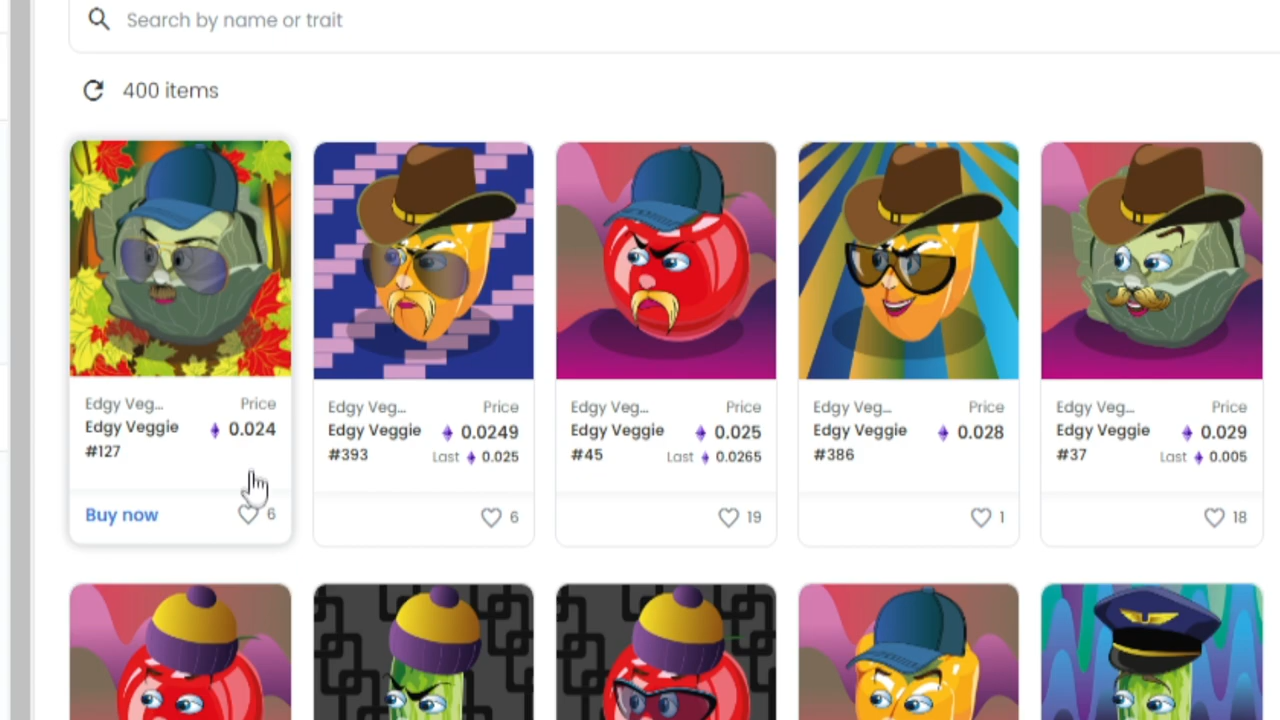 Search by name or trait
400 items
Edgy Veg... Price
Edgy Veggie 0.024
#127
Buy now 6
Edgy Veg... Price
Edgy Veggie 0.0249
#393 Last 0.025
6
Edgy Veg... Price
Edgy Veggie 0.025
#45 Last 0.0265
19
Edgy Veg... Price
Edgy Veggie 0.028
#386
1
Edgy Veg... Price
Edgy Veggie 0.029
#37 Last 0.005
18